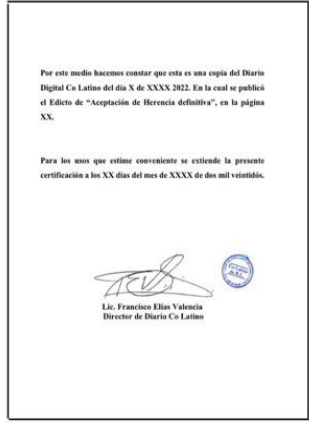 Por este medio hacemos constar que esta es una copia del Diario
Digital Co Latino del día X de XXXX 2022. En la cual se publicó
el Edicto de “Aceptación de Herencia definitiva”, en la página
XX.
Para los usos que estime conveniente se extiende la presente
certificación a los XX días del mes de XXXX de dos mil veintidós.
Lic. Francisco Elías Valencia
Director de Diario Co Latino